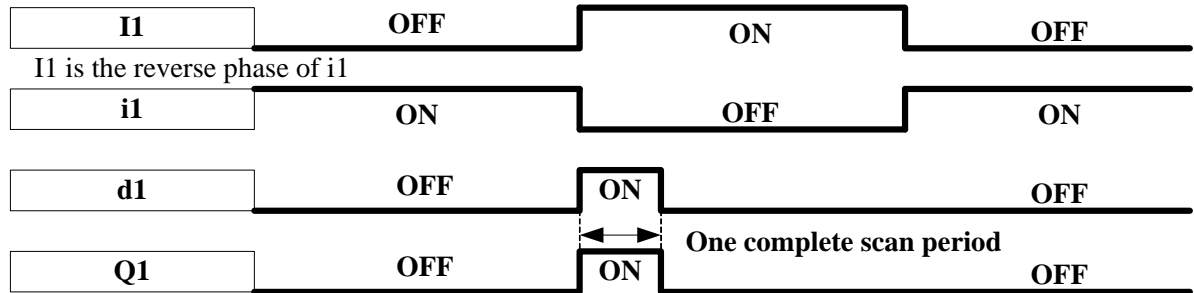 I1 OFF ON OFF
I1 is the reverse phase of i1
i1 ON OFF ON
d1 OFF ON OFF
One complete scan period
Q1 OFF ON OFF